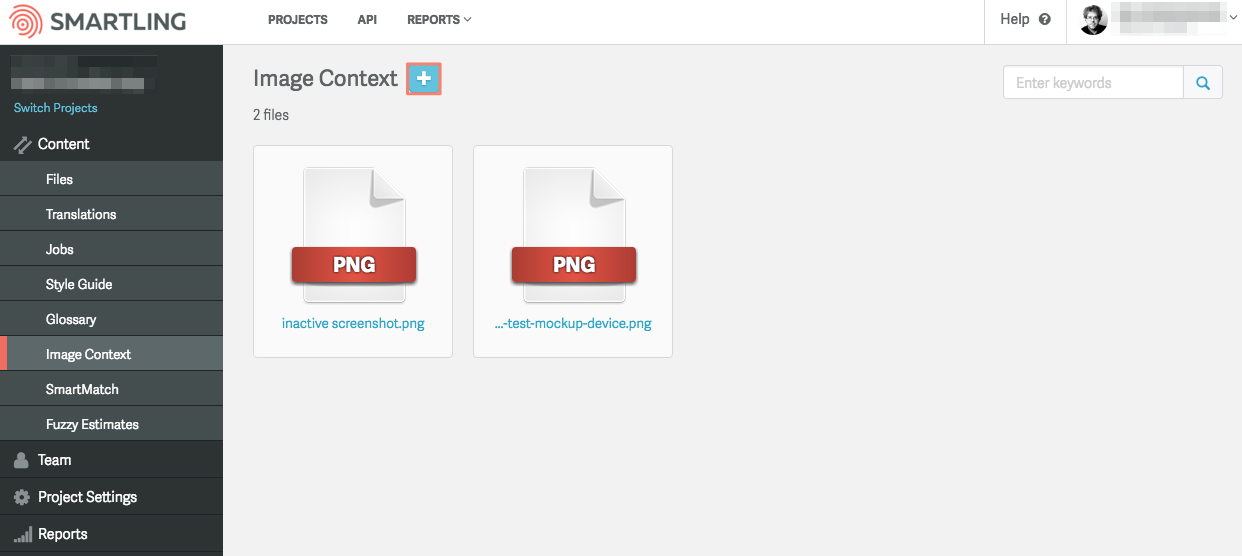 SMARTLING
PROJECTS API REPORTS
Help ?
Switch Projects
Content
Files
Translations
Jobs
Style Guide
Glossary
Image Context
SmartMatch
Fuzzy Estimates
Team
Project Settings
Reports
Image Context +
2 files
Enter keywords
PNG
inactive screenshot.png
PNG
...-test-mockup-device.png